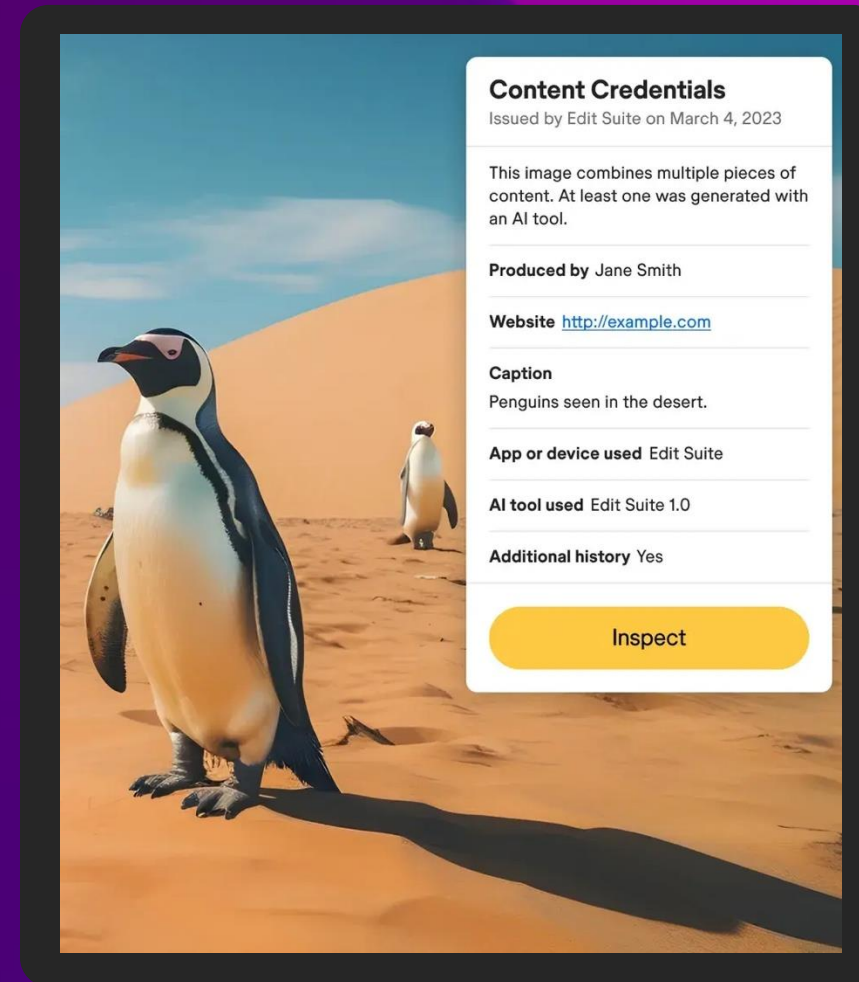 Content Credentials
Issued by Edit Suite on March 4, 2023
This image combines multiple pieces of
content. At least one was generated with
an AI tool.
Produced by Jane Smith
Website http://example.com
Caption
Penguins seen in the desert.
App or device used Edit Suite
AI tool used Edit Suite 1.0
Additional history Yes
Inspect